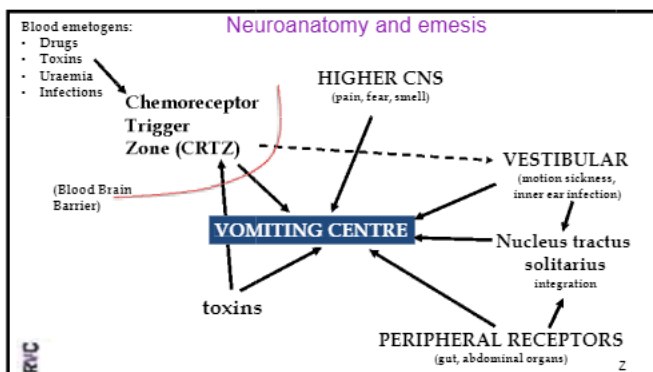 Neuroanatomy and emesis
Blood emetogens:
• Drugs
• Toxins
• Uraemia
• Infections
Chemoreceptor
Trigger
Zone (CRTZ)
(Blood Brain
Barrier)
HIGHER CNS
(pain, fear, smell)
VESTIBULAR
(motion sickness,
inner ear infection)
VOMITING CENTRE
Nucleus tractus
solitarius
integration
toxins
PERIPHERAL RECEPTORS
(gut, abdominal organs)
RVC
Z